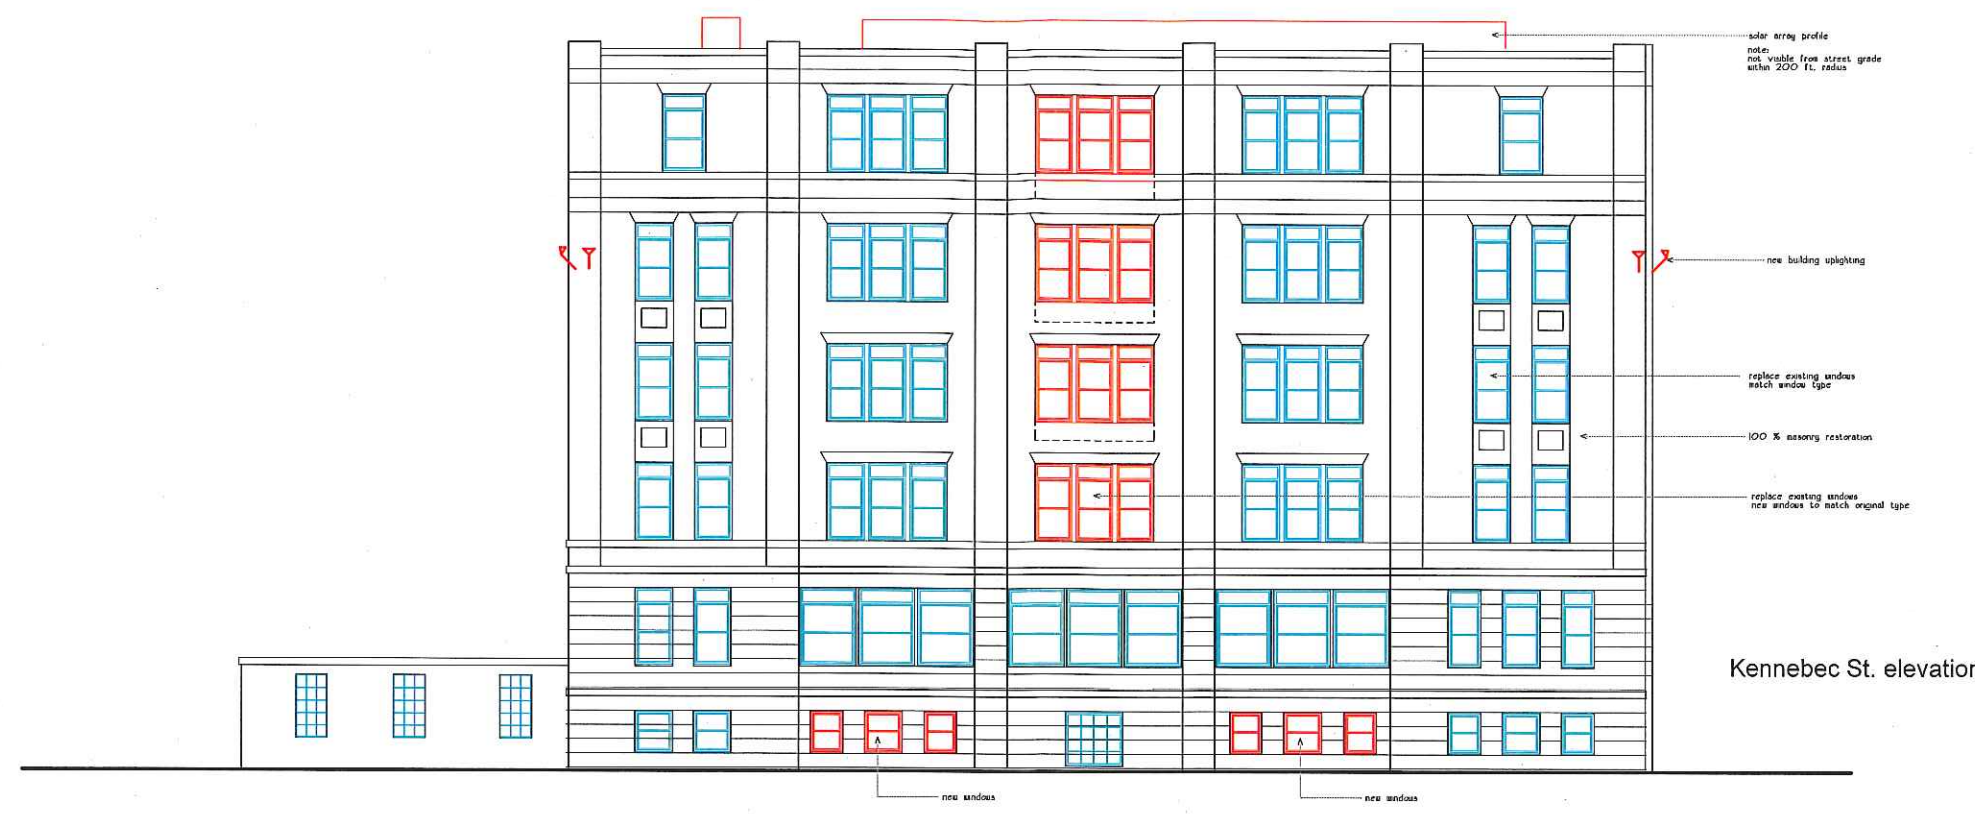 solar array profile
note:
not visible from street grade
within 200 ft. radius
new building uplighting
replace existing windows
match window type
100 % masonry restoration
replace existing windows
new windows to match original type
Kennebec St. elevation
new windows
new windows